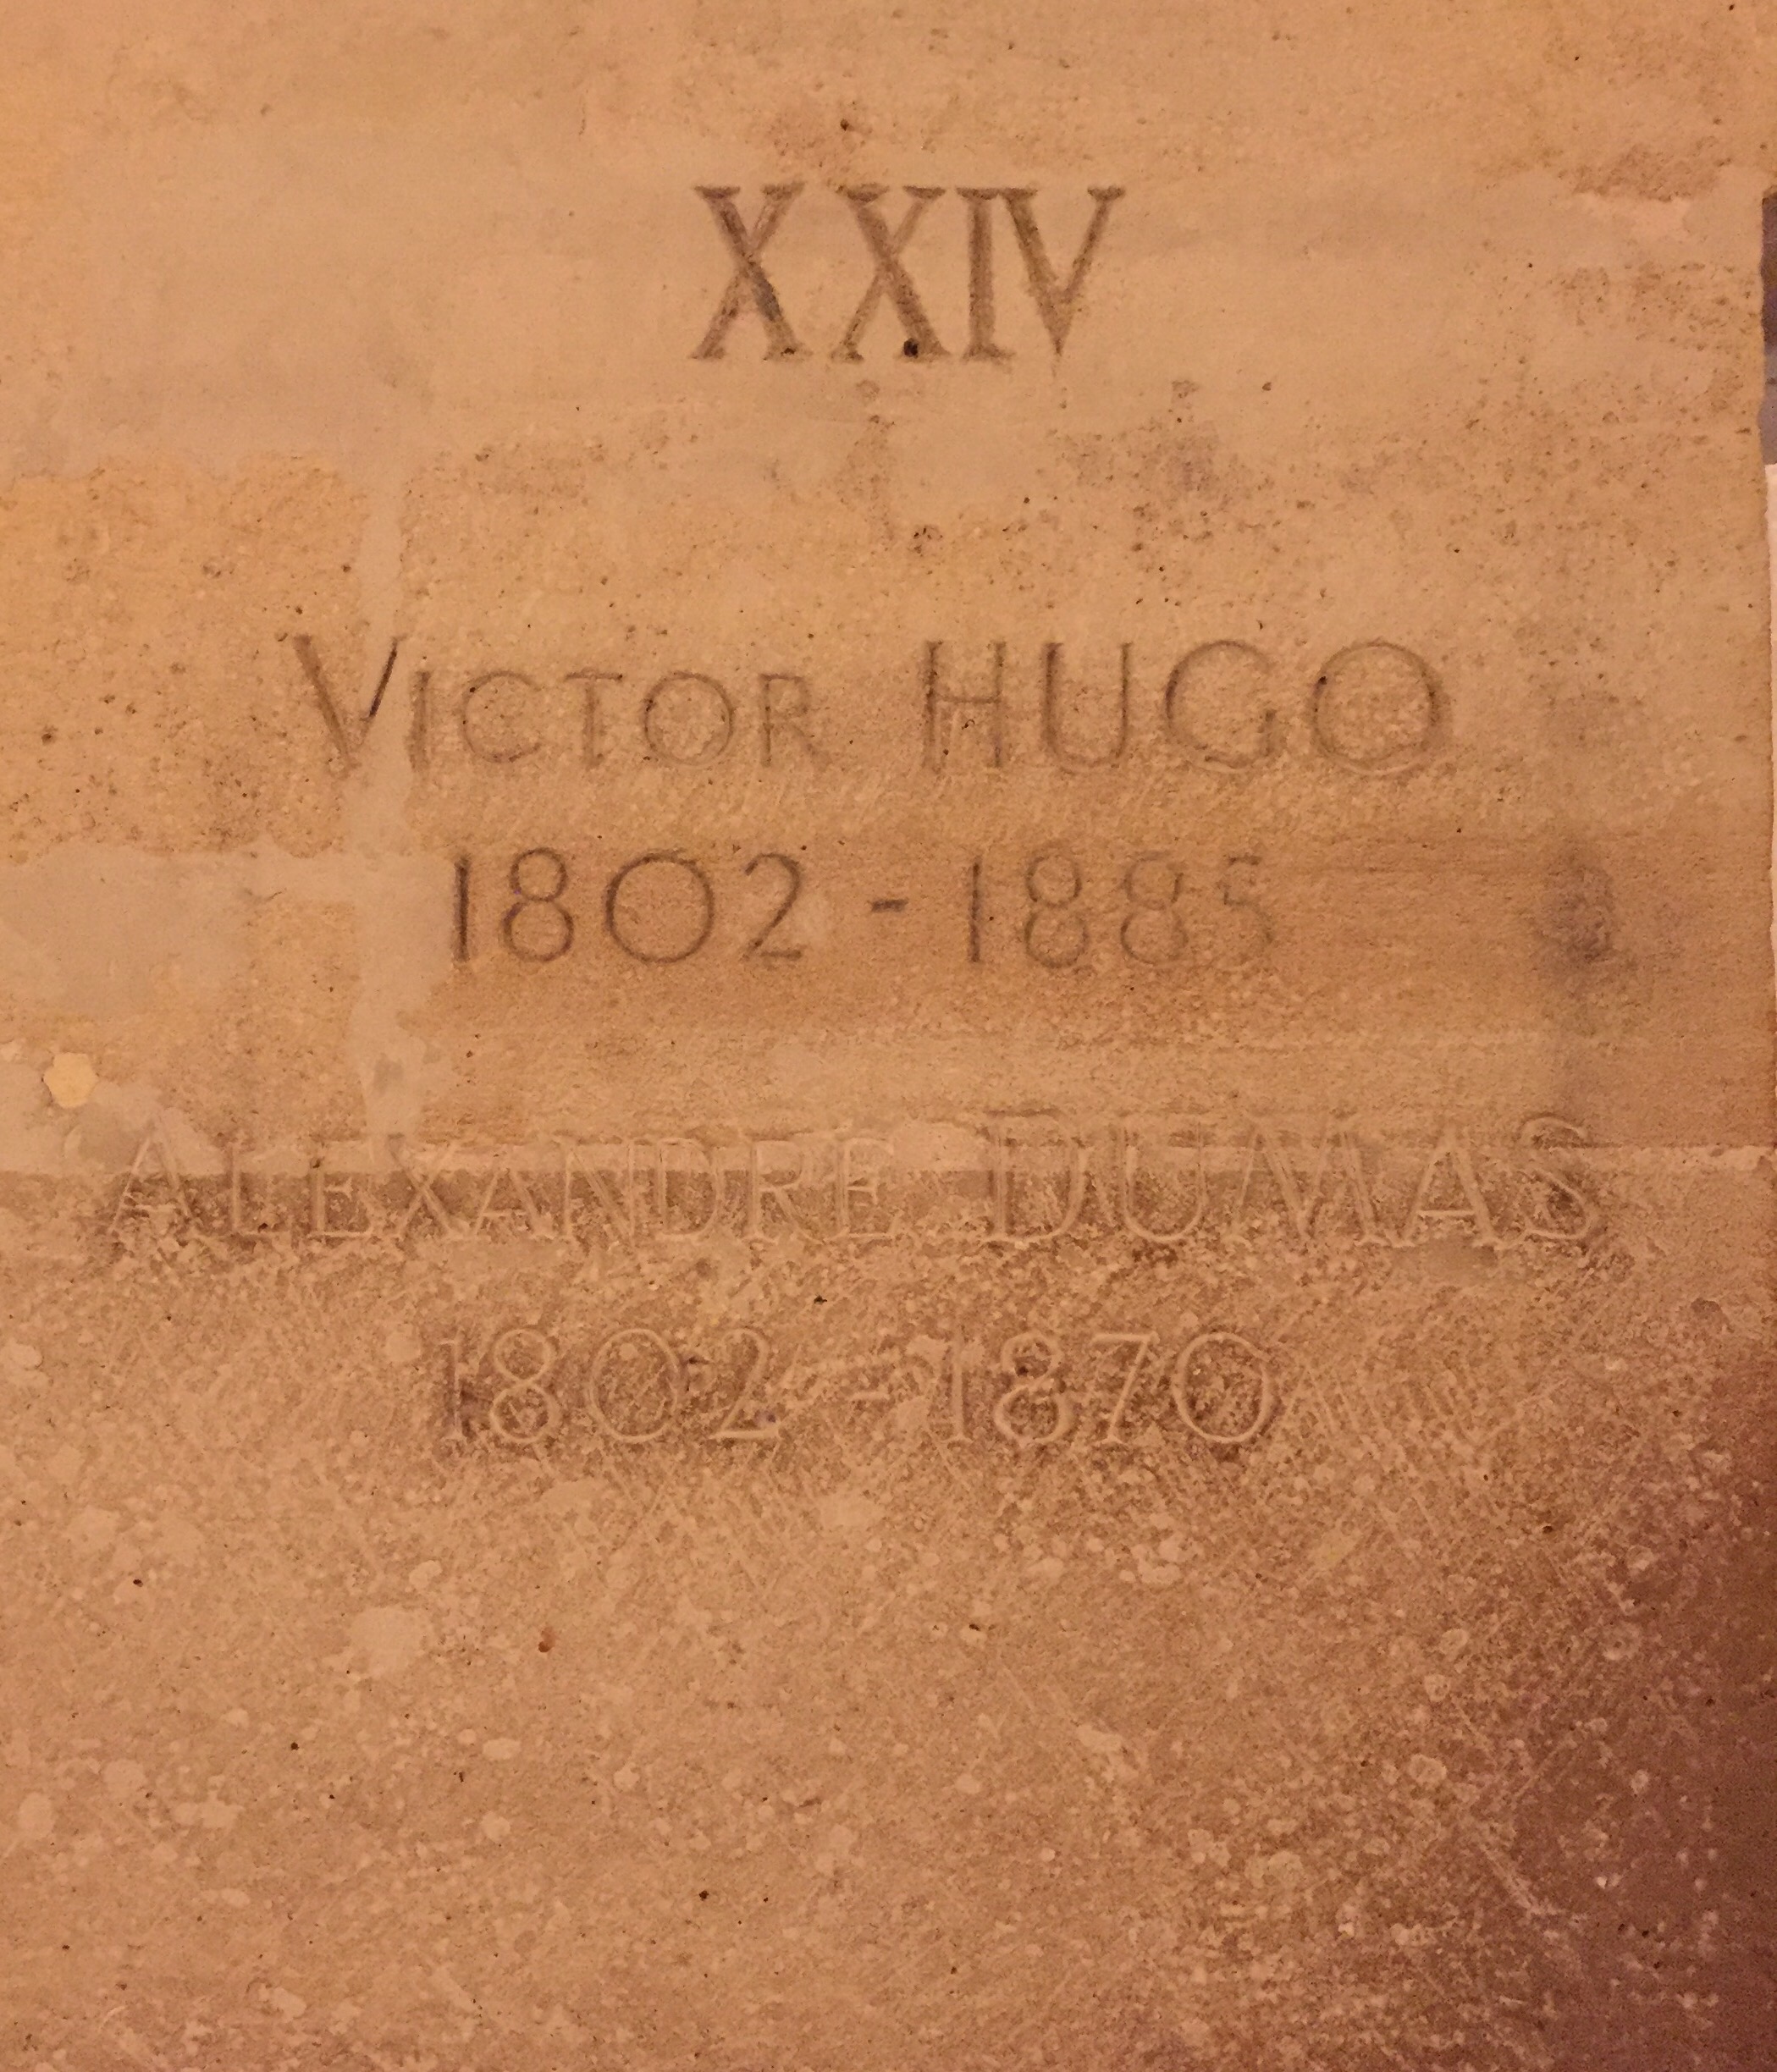 XXIV
VICTOR HUGO
1802 - 1885
ALEXANDRE DUMAS
1802 - 1870